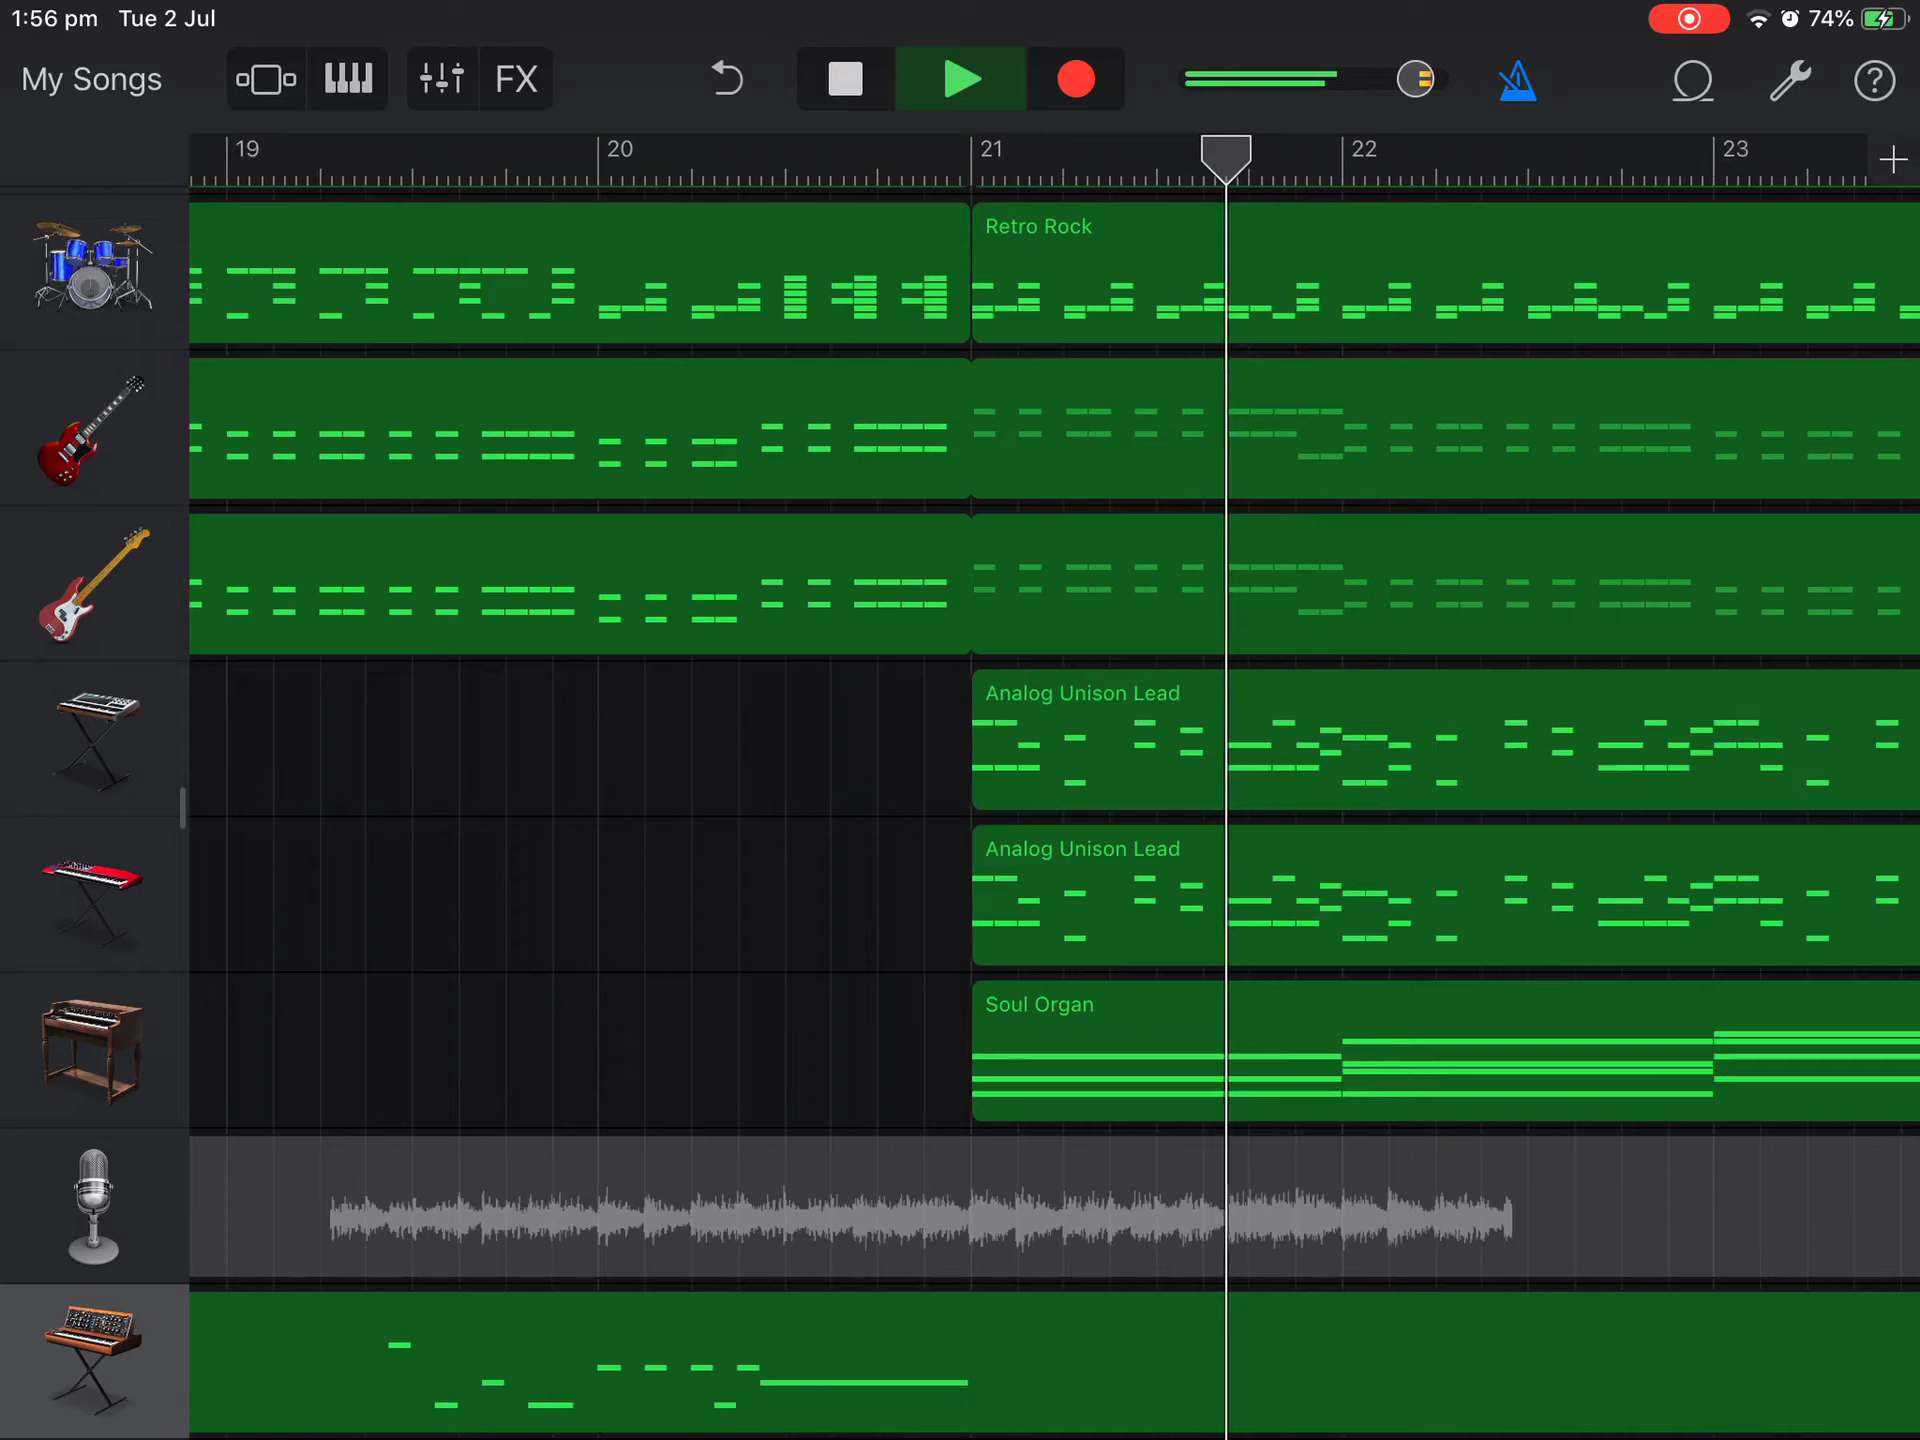 1:56 pm Tue 2 Jul 74%
My Songs FX ?
19 20 21 22 23
Retro Rock
Analog Unison Lead
Analog Unison Lead
Soul Organ